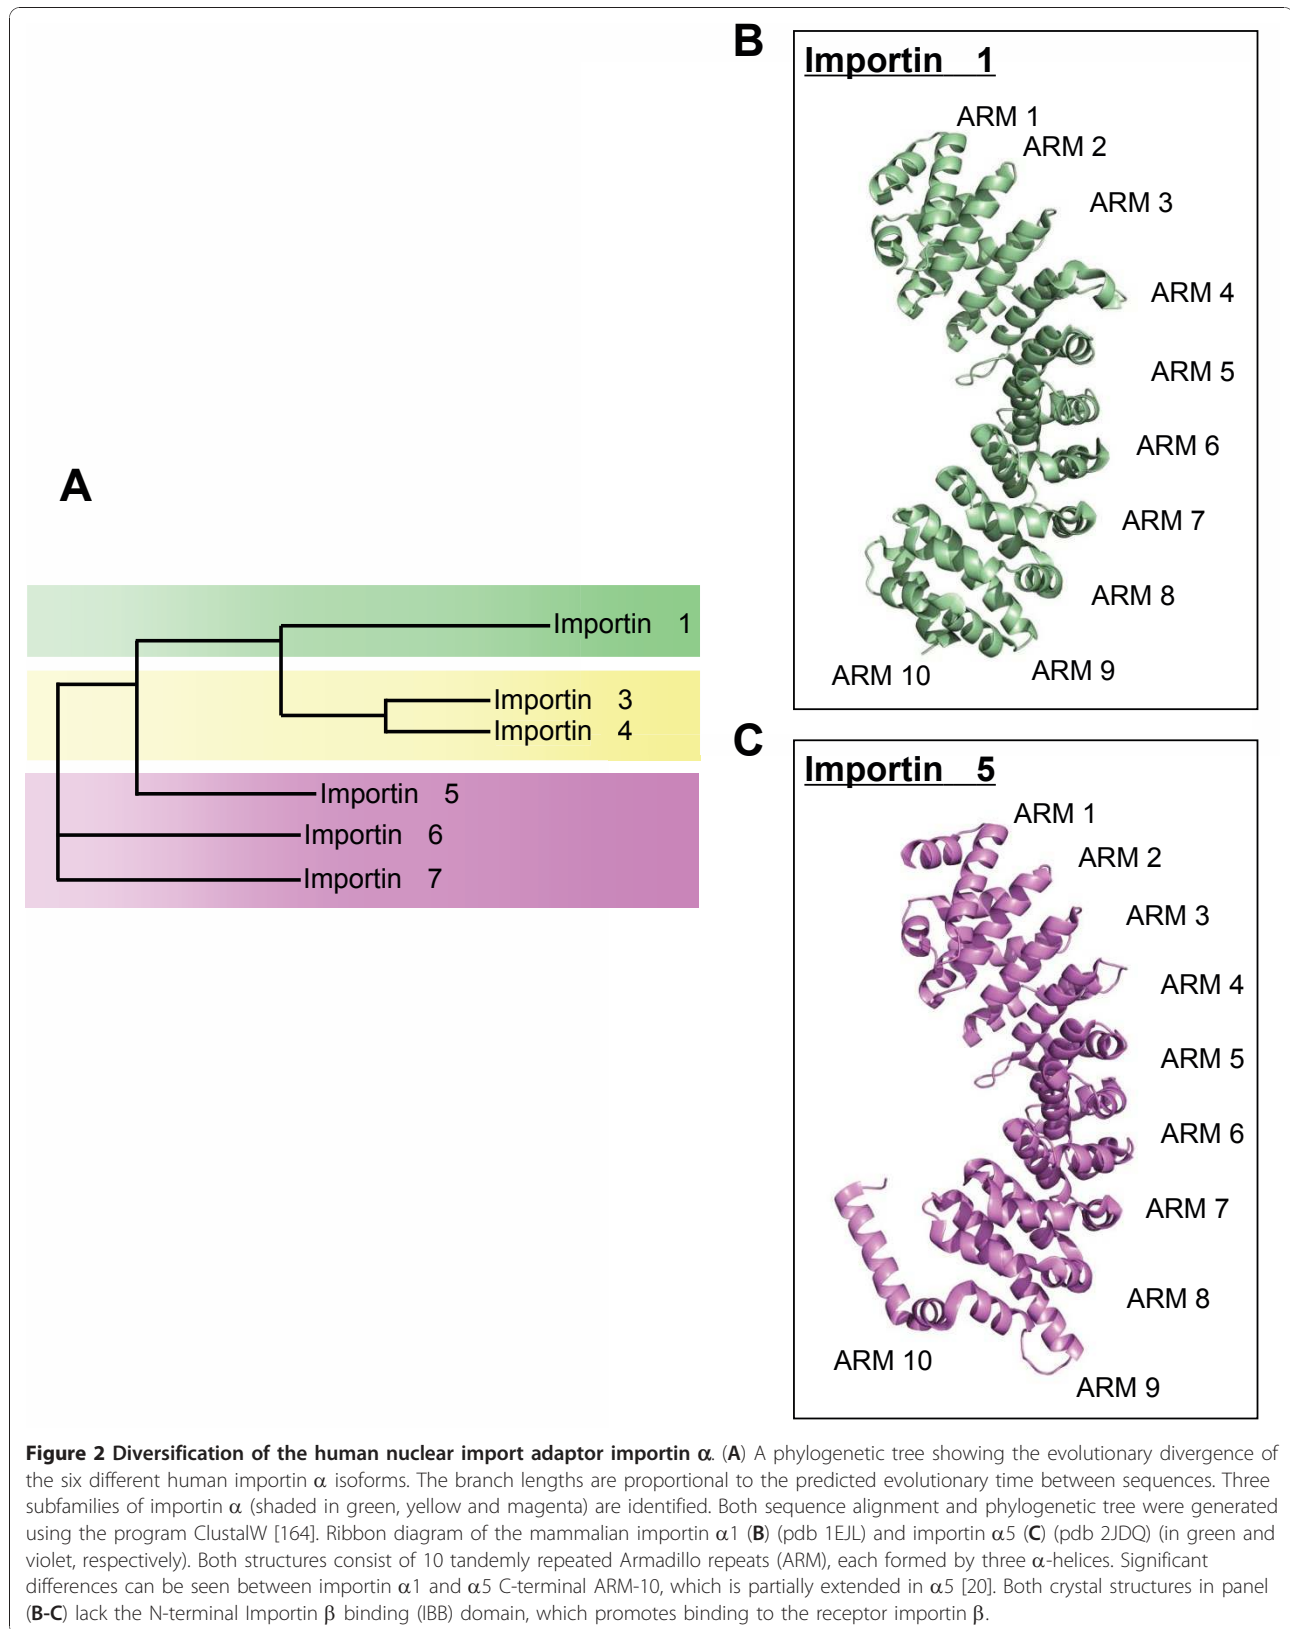 A
Importin 1
Importin 3
Importin 4
Importin 5
Importin 6
Importin 7
B
Importin 1
ARM 1
ARM 2
ARM 3
ARM 4
ARM 5
ARM 6
ARM 7
ARM 8
ARM 9
ARM 10
C
Importin 5
ARM 1
ARM 2
ARM 3
ARM 4
ARM 5
ARM 6
ARM 7
ARM 8
ARM 10
ARM 9
Figure 2 Diversification of the human nuclear import adaptor importin α. (A) A phylogenetic tree showing the evolutionary divergence of
the six different human importin α isoforms. The branch lengths are proportional to the predicted evolutionary time between sequences. Three
subfamilies of importin α (shaded in green, yellow and magenta) are identified. Both sequence alignment and phylogenetic tree were generated
using the program ClustalW [164]. Ribbon diagram of the mammalian importin α1 (B) (pdb 1EJL) and importin α5 (C) (pdb 2JDQ) (in green and
violet, respectively). Both structures consist of 10 tandemly repeated Armadillo repeats (ARM), each formed by three α-helices. Significant
differences can be seen between importin α1 and α5 C-terminal ARM-10, which is partially extended in α5 [20]. Both crystal structures in panel
(B-C) lack the N-terminal Importin β binding (IBB) domain, which promotes binding to the receptor importin β.